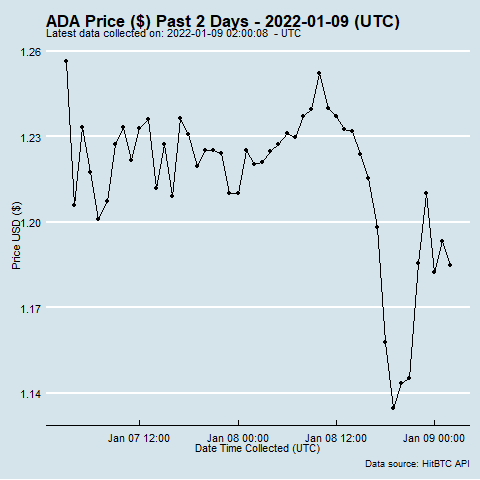 ADA Price ($) Past 2 Days - 2022-01-09 (UTC)
Latest data collected on: 2022-01-09 02:00:08 - UTC
1.26
1.23
1.20
1.17
1.14
Price USD ($)
Jan 07 12:00
Jan 08 00:00
Jan 08 12:00
Jan 09 00:00
Date Time Collected (UTC)
Data source: HitBTC API